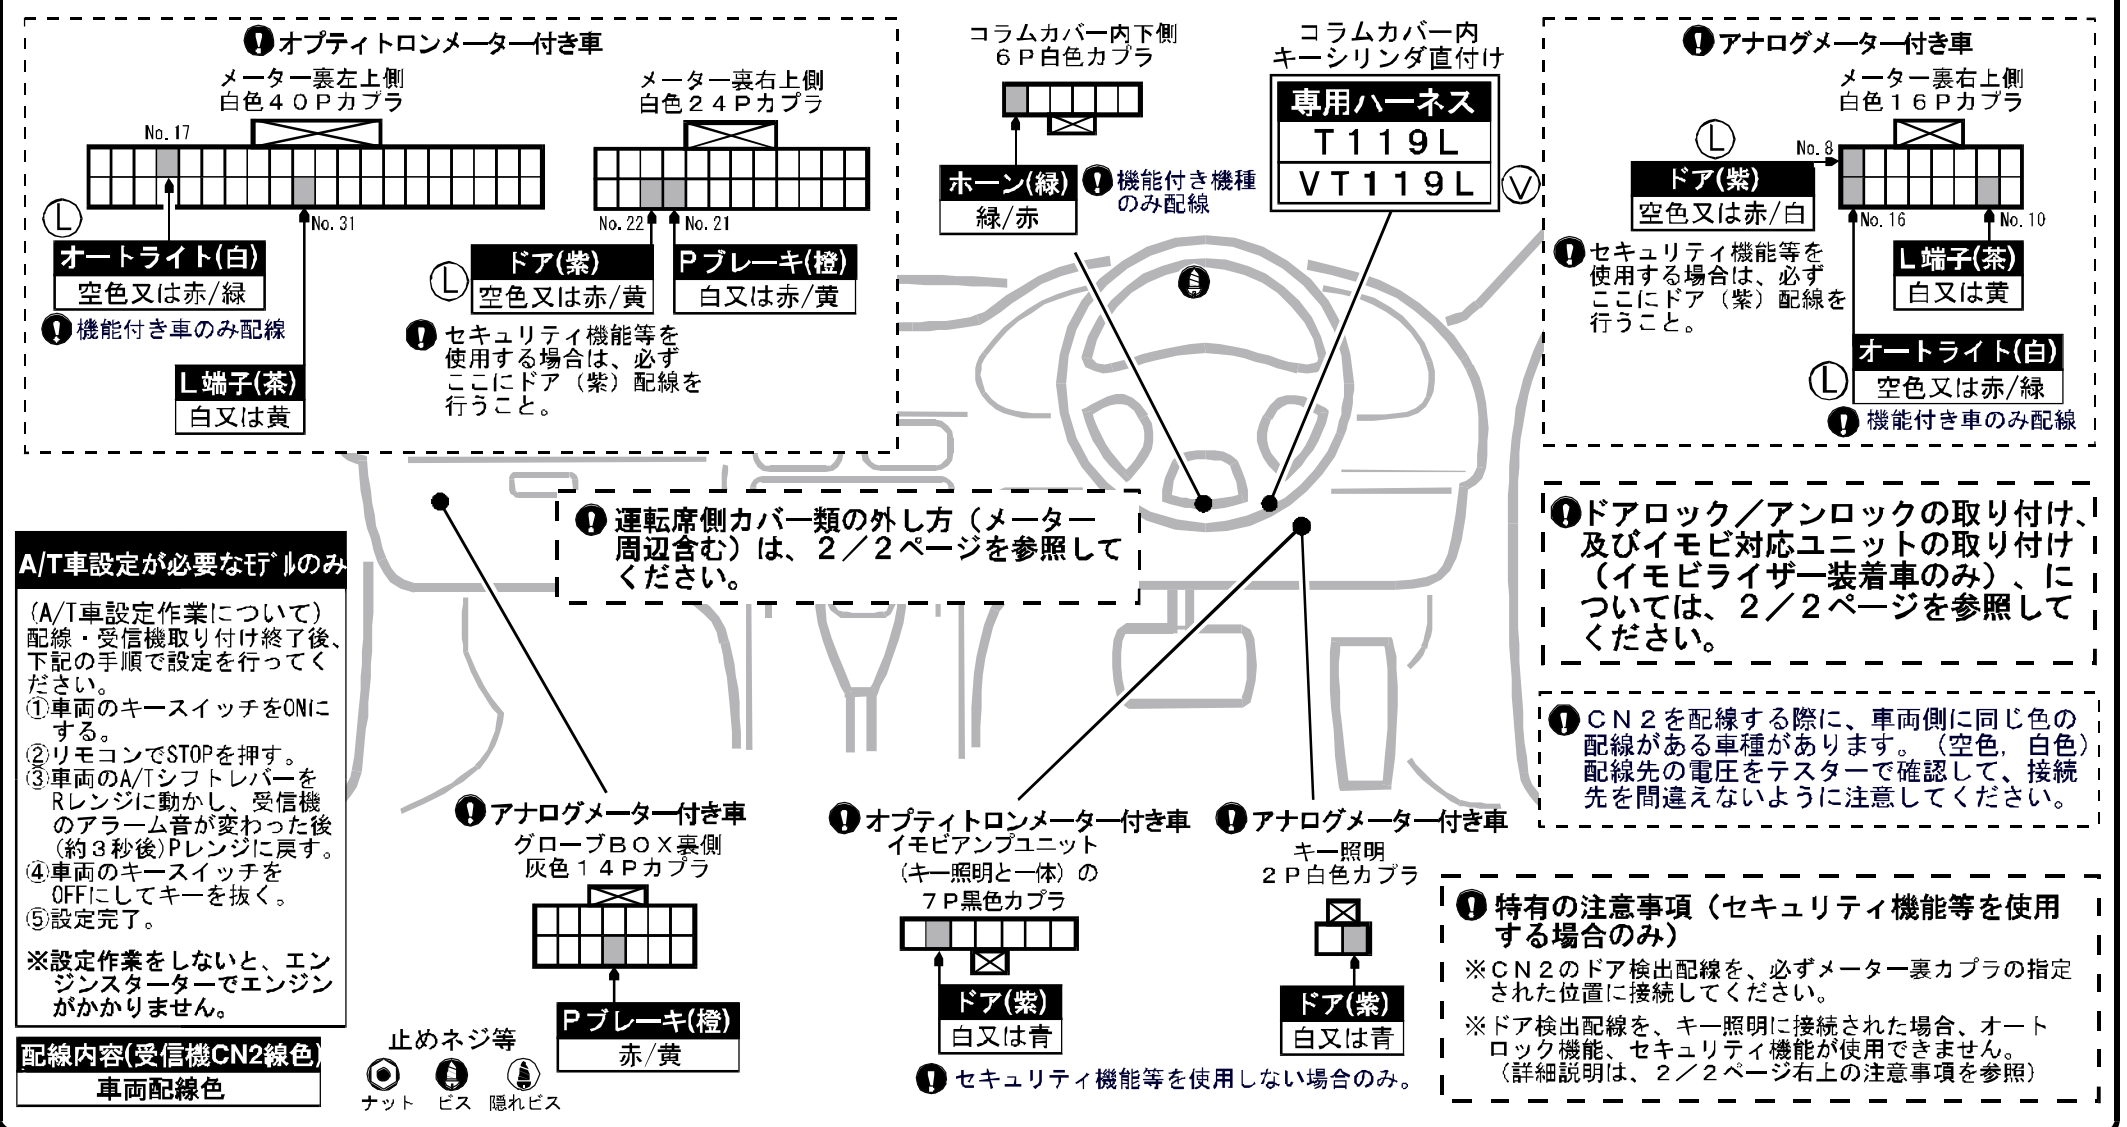 オプティトロンメーター付き車
メーター裏左上側
白色40Pカプラ
No.17
No.31
Ⓛ
オートライト(白)
空色又は赤/緑
機能付き車のみ配線
L端子(茶)
白又は黄
メーター裏右上側
白色24Pカプラ
No.22
No.21
Ⓛ
ドア(紫)
空色又は赤/黄
Pブレーキ(橙)
白又は赤/黄
セキュリティ機能等を
使用する場合は、必ず
ここにドア（紫）配線を
行うこと。
コラムカバー内下側
6P白色カプラ
ホーン(緑)
緑/赤
機能付き機種
のみ配線
コラムカバー内
キーシリンダ直付け
専用ハーネス
T119L
VT119L
Ⓥ
アナログメーター付き車
メーター裏右上側
白色16Pカプラ
Ⓛ
No.8
ドア(紫)
空色又は赤/白
No.16
No.10
セキュリティ機能等を
使用する場合は、必ず
ここにドア（紫）配線を
行うこと。
L端子(茶)
白又は黄
オートライト(白)
Ⓛ
空色又は赤/緑
機能付き車のみ配線
運転席側カバー類の外し方（メーター
周辺含む）は、2／2ページを参照して
ください。
ドアロック／アンロックの取り付け、
及びイモビ対応ユニットの取り付け
（イモビライザー装着車のみ）、に
ついては、2／2ページを参照して
ください。
A/T車設定が必要なﾓﾃﾞﾙのみ
(A/T車設定作業について)
配線・受信機取り付け終了後、
下記の手順で設定を行ってく
ださい。
①車両のキースイッチをONに
する。
②リモコンでSTOPを押す。
③車両のA/Tシフトレバーを
Rレンジに動かし、受信機
のアラーム音が変わった後
(約3秒後)Pレンジに戻す。
④車両のキースイッチを
OFFにしてキーを抜く。
⑤設定完了。
※設定作業をしないと、エン
ジンスターターでエンジン
がかかりません。
配線内容(受信機CN2線色)
車両配線色
止めネジ等
ナット
ビス
隠れビス
アナログメーター付き車
グローブBOX裏側
灰色14Pカプラ
Pブレーキ(橙)
赤/黄
オプティトロンメーター付き車
イモビアンプユニット
(キー照明と一体)の
7P黒色カプラ
ドア(紫)
白又は青
アナログメーター付き車
キー照明
2P白色カプラ
ドア(紫)
白又は青
セキュリティ機能等を使用しない場合のみ。
CN2を配線する際に、車両側に同じ色の
配線がある車種があります。（空色，白色）
配線先の電圧をテスターで確認して、接続
先を間違えないように注意してください。
特有の注意事項（セキュリティ機能等を使用
する場合のみ）
※CN2のドア検出配線を、必ずメーター裏カプラの指定
された位置に接続してください。
※ドア検出配線を、キー照明に接続された場合、オート
ロック機能、セキュリティ機能が使用できません。
（詳細説明は、2／2ページ右上の注意事項を参照）